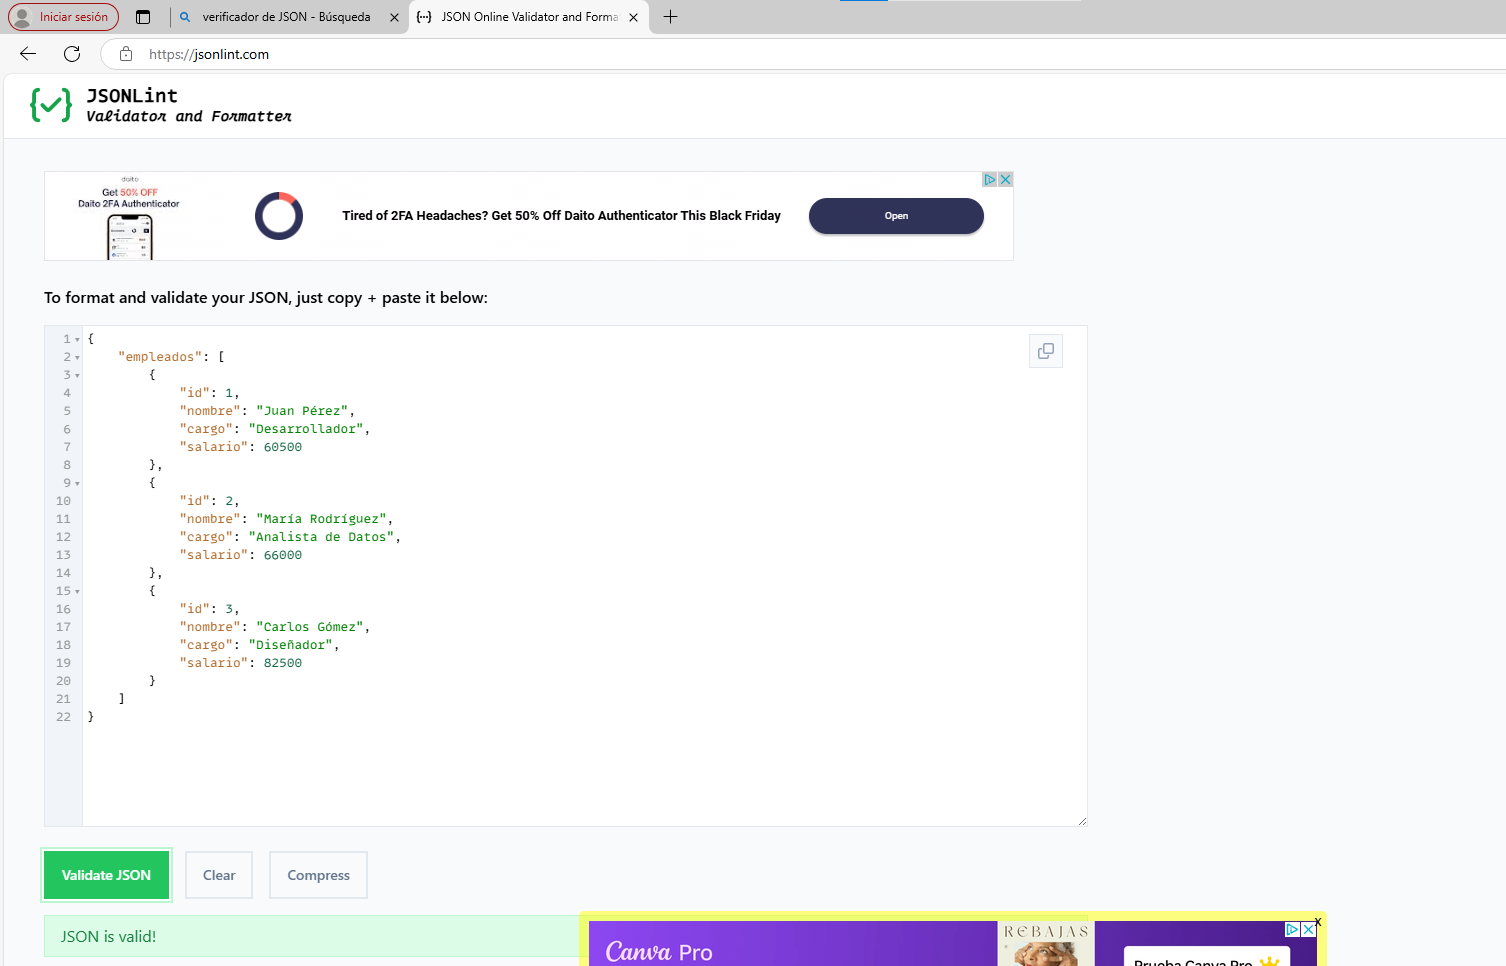 Iniciar sesión
verificador de JSON - Búsqueda
JSON Online Validator and Forma
https://jsonlint.com
JSONLint
Validator and Formatter
daito
Get 50% OFF
Daito 2FA Authenticator
Tired of 2FA Headaches? Get 50% Off Daito Authenticator This Black Friday
Open
To format and validate your JSON, just copy + paste it below:
1 {
2 "empleados": [
3 {
4 "id": 1,
5 "nombre": "Juan Pérez",
6 "cargo": "Desarrollador",
7 "salario": 60500
8 },
9 {
10 "id": 2,
11 "nombre": "María Rodríguez",
12 "cargo": "Analista de Datos",
13 "salario": 66000
14 },
15 {
16 "id": 3,
17 "nombre": "Carlos Gómez",
18 "cargo": "Diseñador",
19 "salario": 82500
20 }
21 ]
22 }
Validate JSON
Clear
Compress
JSON is valid!
Canva Pro
REBAJAS
Prueba Canva Pro
x